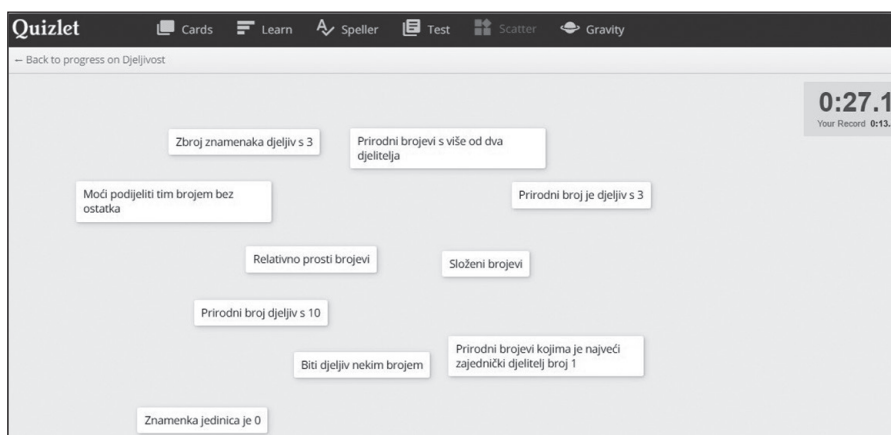 Quizlet
Cards
Learn
Speller
Test
Scatter
Gravity
← Back to progress on Djeljivost
0:27.1
Your Record 0:13.
Zbroj znamenaka djeljiv s 3
Prirodni brojevi s više od dva
djelitelja
Moći podijeliti tim brojem bez
ostatka
Prirodni broj je djeljiv s 3
Relativno prosti brojevi
Složeni brojevi
Prirodni broj djeljiv s 10
Prirodni brojevi kojima je najveći
zajednički djelitelj broj 1
Biti djeljiv nekim brojem
Znamenka jedinica je 0